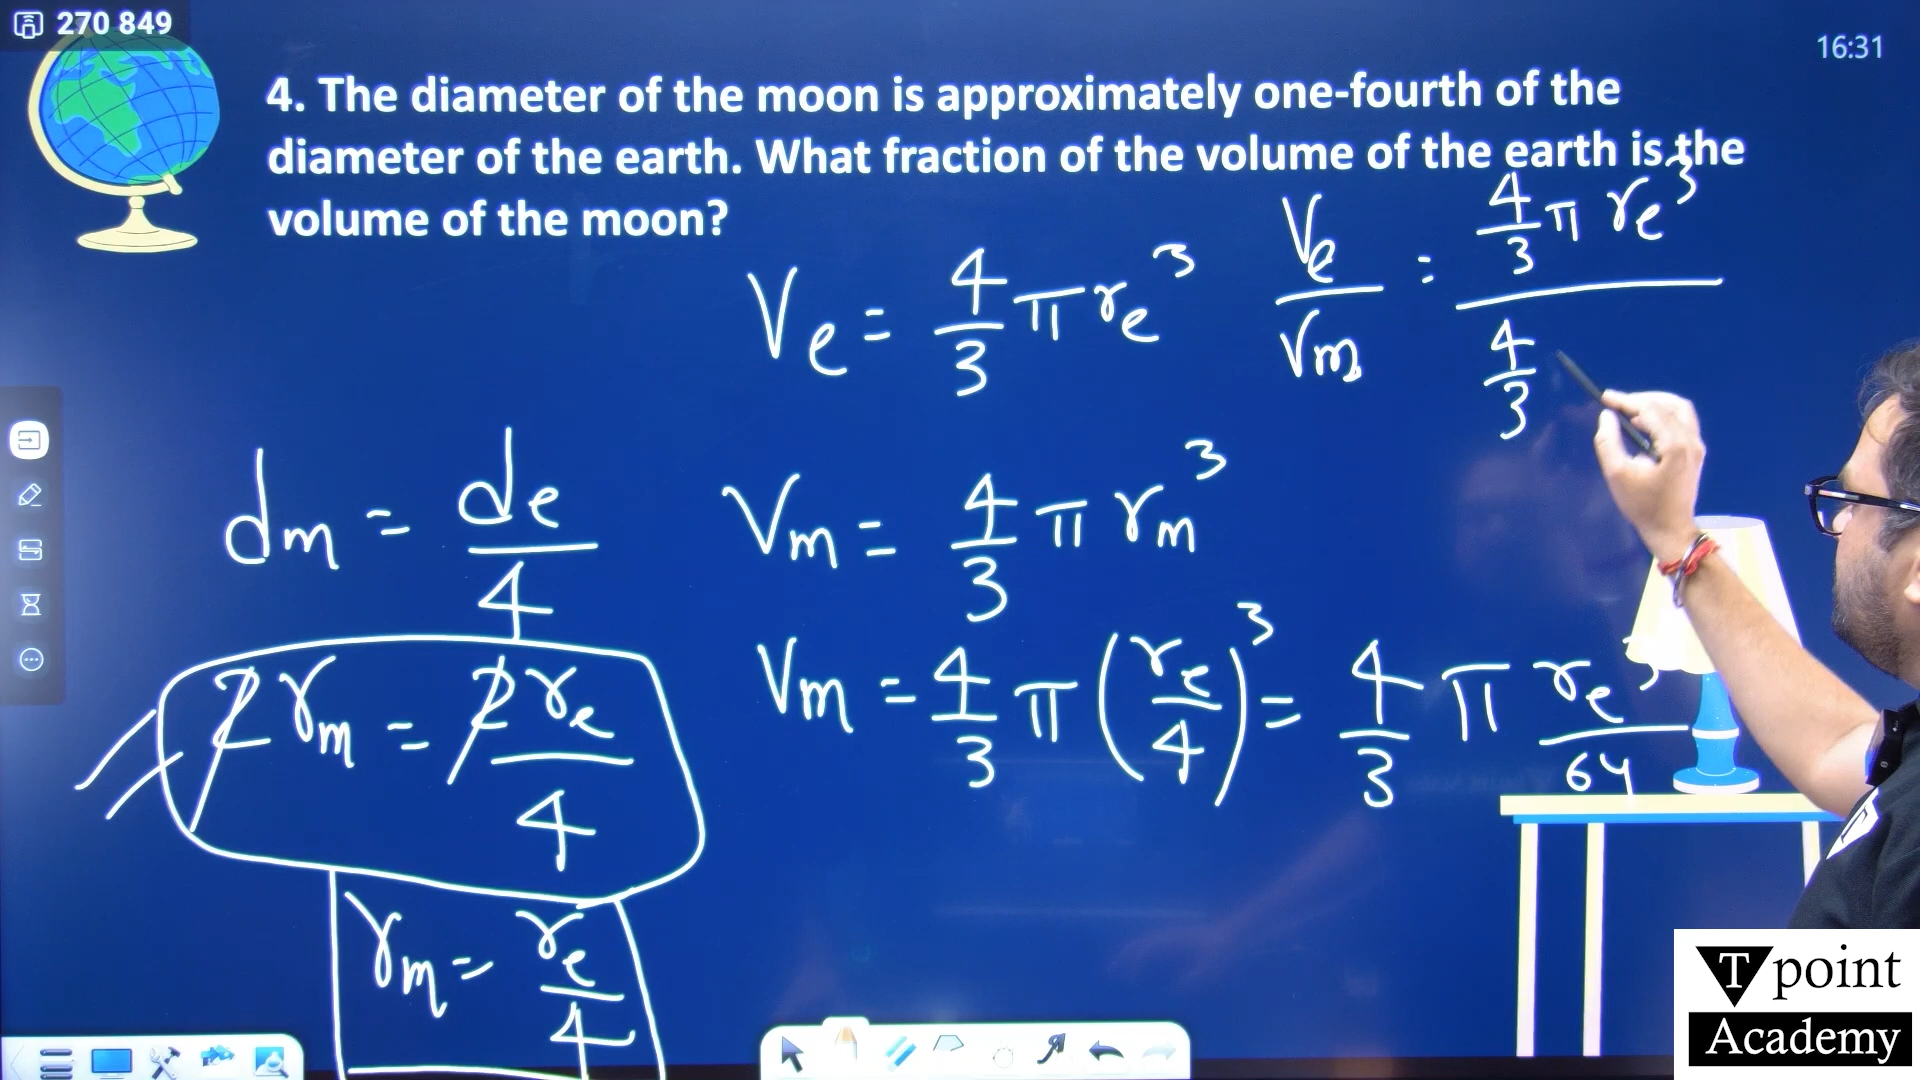 270 849
16:31
4. The diameter of the moon is approximately one-fourth of the
diameter of the earth. What fraction of the volume of the earth is the
volume of the moon?
Ve = 4/3 π re³
Ve/Vm = 4/3 π re³ / 4/3
dm = de/4
Vm = 4/3 π rm³
2rm = 2re/4
Vm = 4/3 π (re/4)³ = 4/3 π re³/64
rm = re/4
T point
Academy